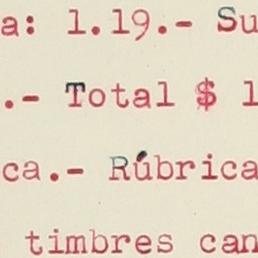 a: 1.19.- Su
.- Total $ 1
ca.- Rúbrica
timbres can